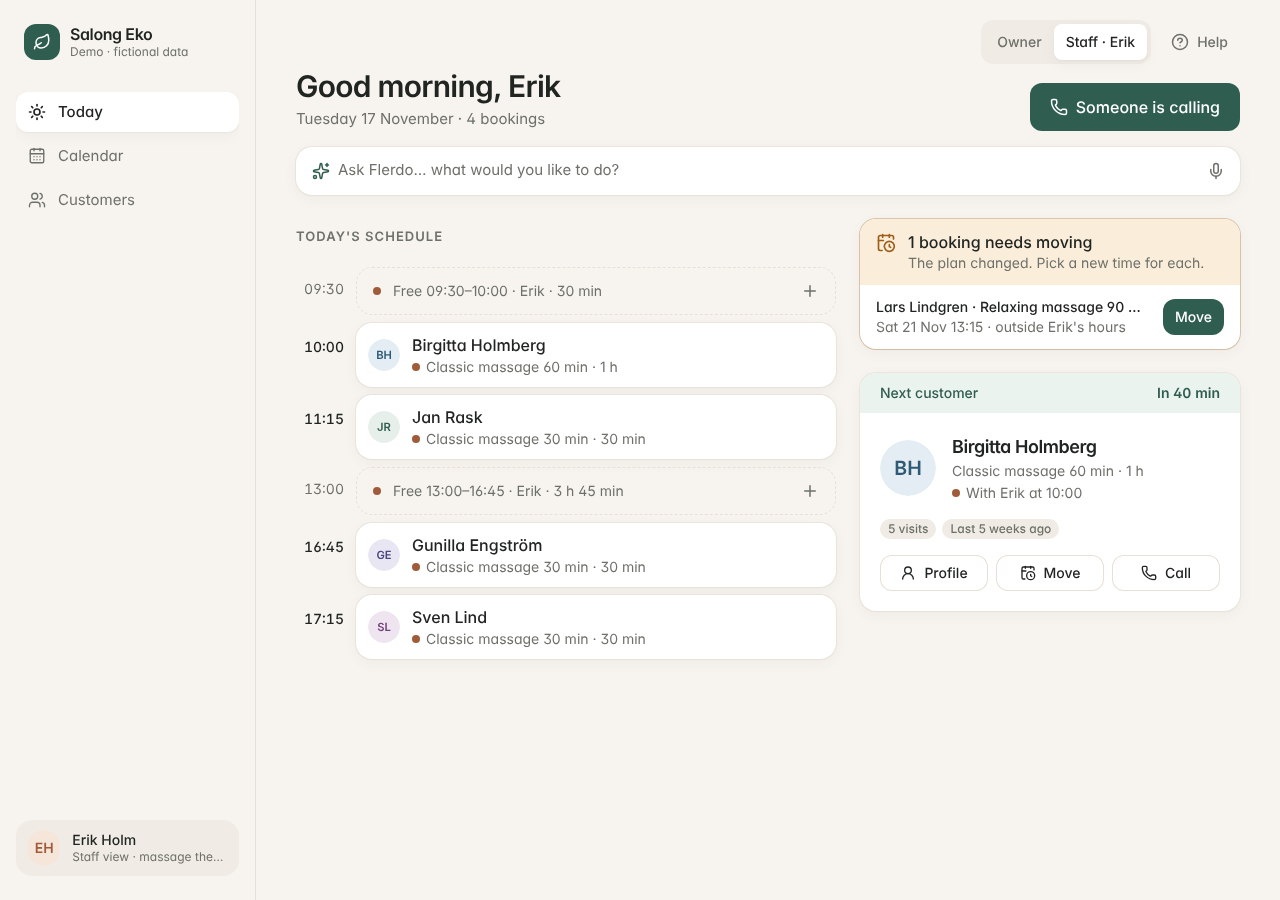 Salong Eko
Demo · fictional data
Today
Calendar
Customers
EH
Erik Holm
Staff view · massage the...
Owner
Staff · Erik
Help
Good morning, Erik
Tuesday 17 November · 4 bookings
Someone is calling
Ask Flerdo... what would you like to do?
TODAY'S SCHEDULE
09:30
Free 09:30–10:00 · Erik · 30 min
10:00
BH
Birgitta Holmberg
Classic massage 60 min · 1 h
11:15
JR
Jan Rask
Classic massage 30 min · 30 min
13:00
Free 13:00–16:45 · Erik · 3 h 45 min
16:45
GE
Gunilla Engström
Classic massage 30 min · 30 min
17:15
SL
Sven Lind
Classic massage 30 min · 30 min
1 booking needs moving
The plan changed. Pick a new time for each.
Lars Lindgren · Relaxing massage 90 ...
Sat 21 Nov 13:15 · outside Erik's hours
Move
Next customer
In 40 min
BH
Birgitta Holmberg
Classic massage 60 min · 1 h
With Erik at 10:00
5 visits
Last 5 weeks ago
Profile
Move
Call